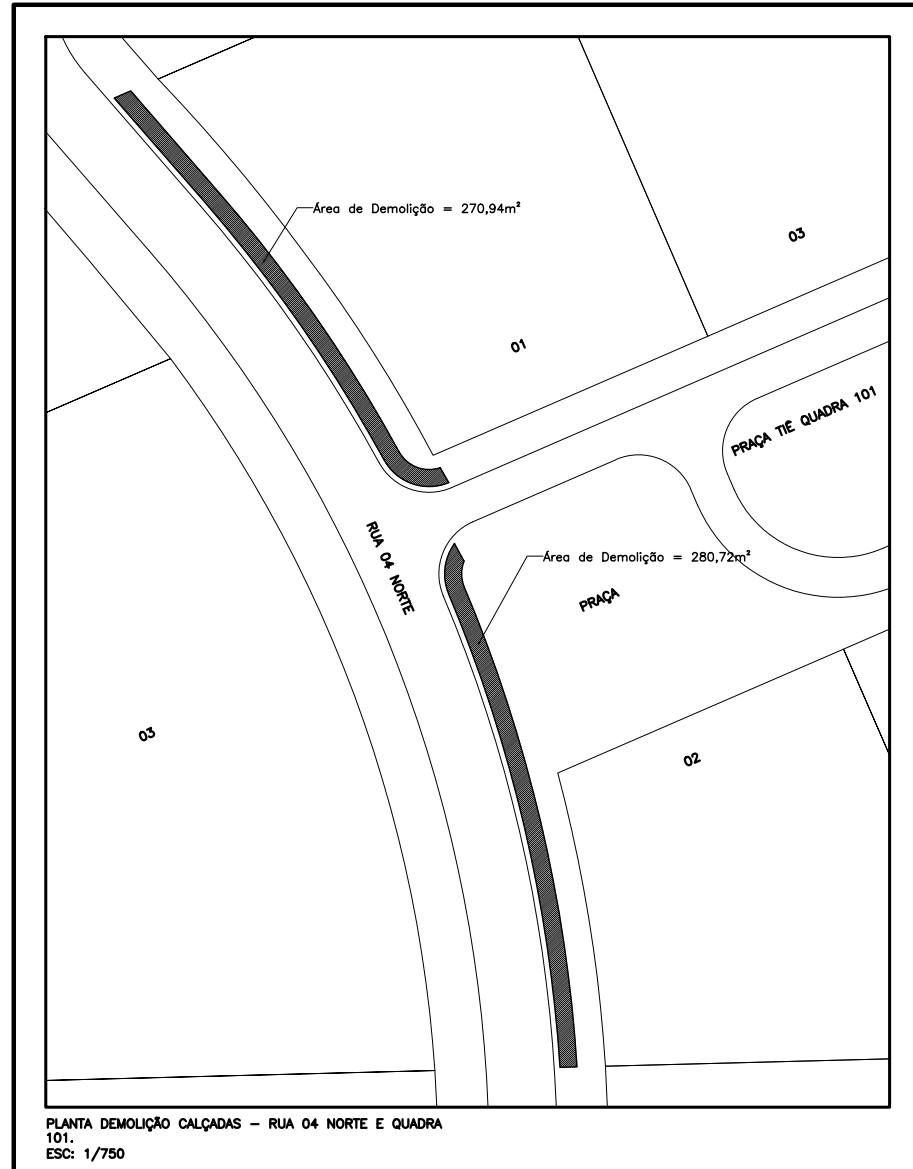 Área de Demolição = 270,94m²
03
01
PRAÇA TIÊ QUADRA 101
RUA 04 NORTE
Área de Demolição = 280,72m²
PRAÇA
03
02
PLANTA DEMOLIÇÃO CALÇADAS – RUA 04 NORTE E QUADRA
101.
ESC: 1/750